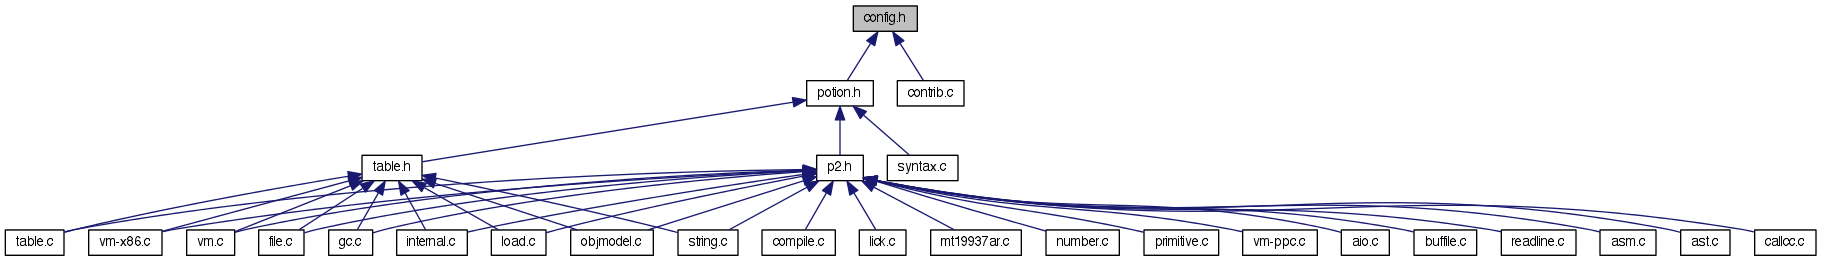 config.h
potion.h
contrib.c
table.h
p2.h
syntax.c
table.c
vm-x86.c
vm.c
file.c
gc.c
internal.c
load.c
objmodel.c
string.c
compile.c
lick.c
mt19937ar.c
number.c
primitive.c
vm-ppc.c
aio.c
buffile.c
readline.c
asm.c
ast.c
callcc.c